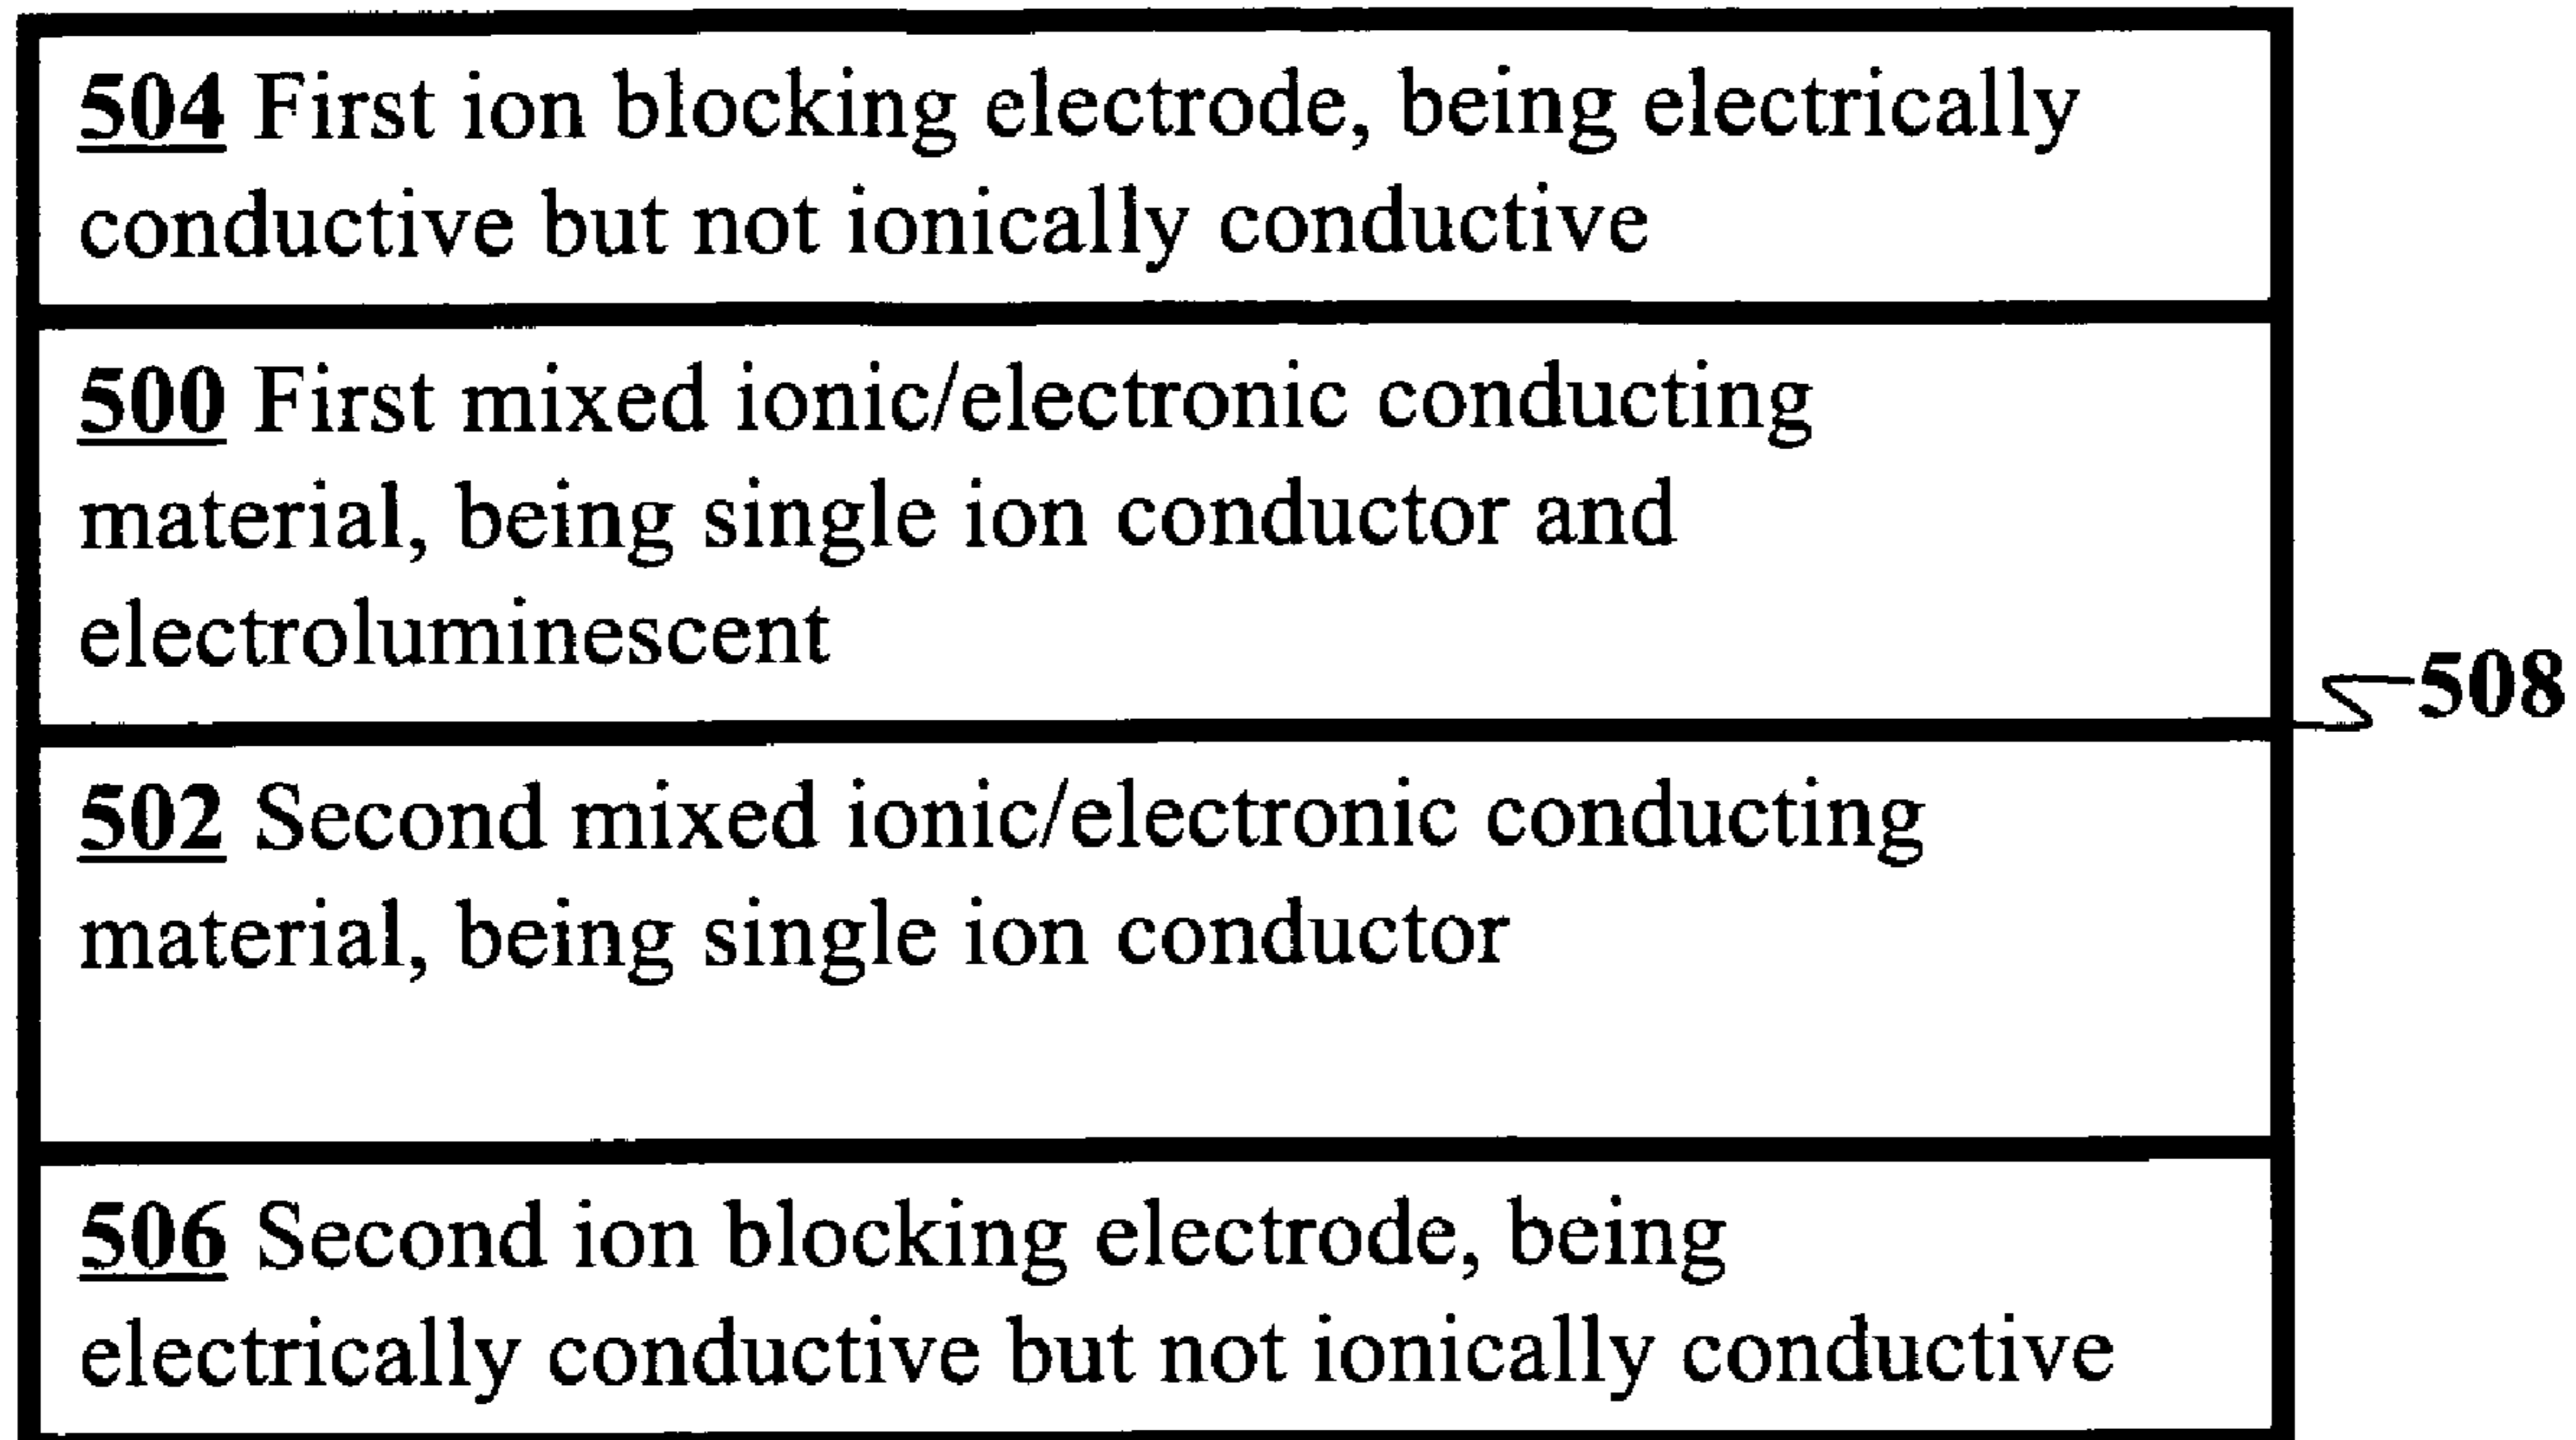 504 First ion blocking electrode, being electrically
conductive but not ionically conductive
500 First mixed ionic/electronic conducting
material, being single ion conductor and
electroluminescent
508
502 Second mixed ionic/electronic conducting
material, being single ion conductor
506 Second ion blocking electrode, being
electrically conductive but not ionically conductive